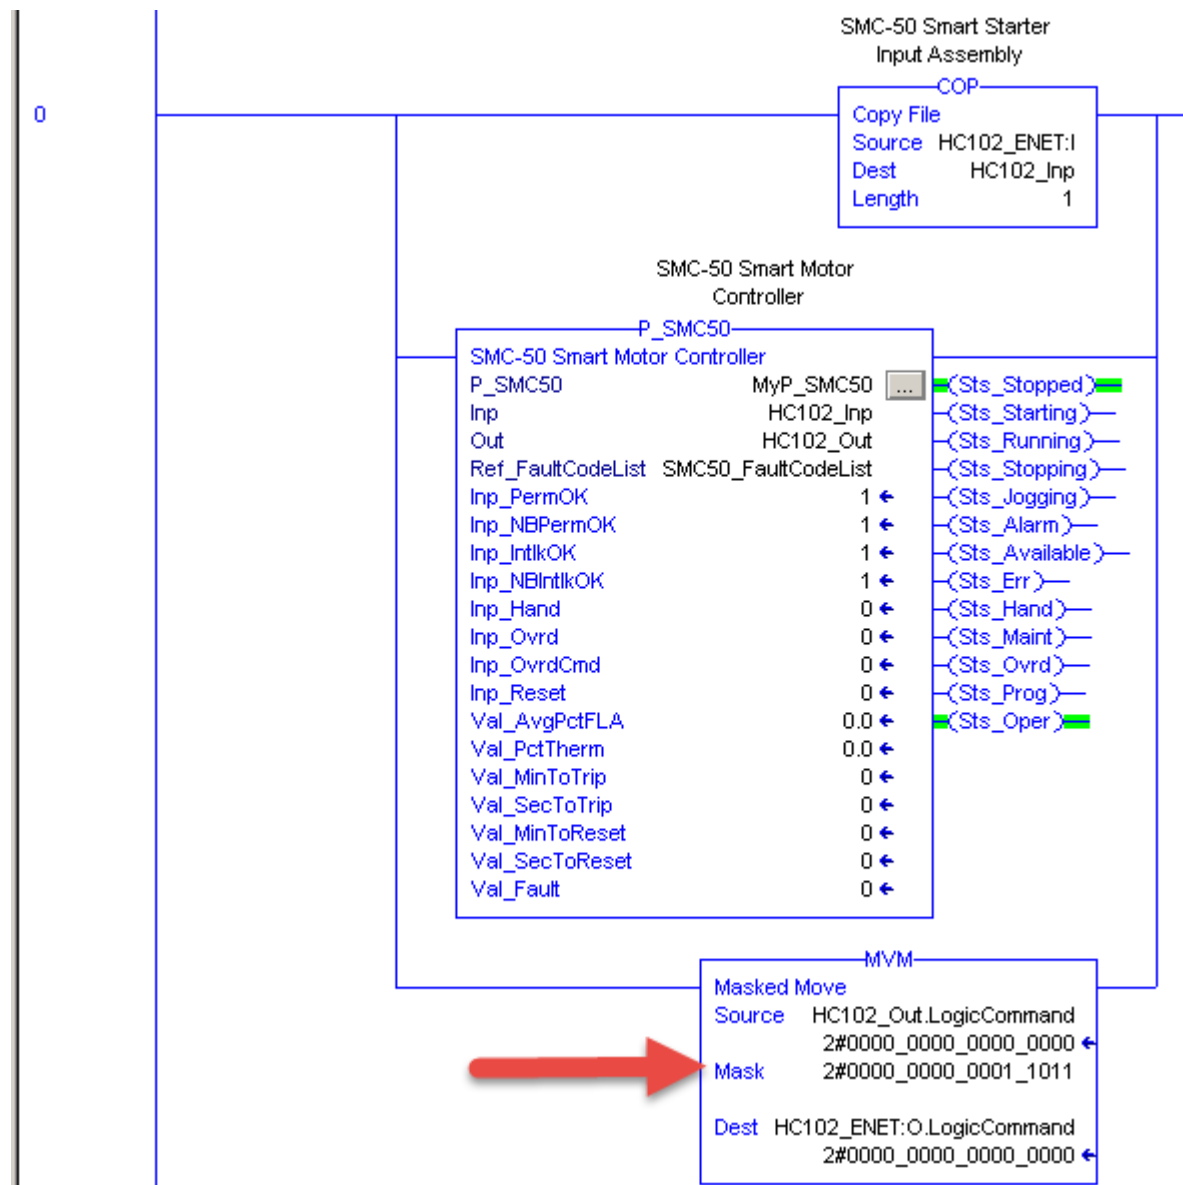 SMC-50 Smart Starter
Input Assembly
COP
0
Copy File
Source HC102_ENET:I
Dest HC102_Inp
Length 1
SMC-50 Smart Motor
Controller
P_SMC50
SMC-50 Smart Motor Controller
P_SMC50 MyP_SMC50 ... (Sts_Stopped)
Inp HC102_Inp (Sts_Starting)
Out HC102_Out (Sts_Running)
Ref_FaultCodeList SMC50_FaultCodeList (Sts_Stopping)
Inp_PermOK 1 (Sts_Jogging)
Inp_NBPermOK 1 (Sts_Alarm)
Inp_IntlkOK 1 (Sts_Available)
Inp_NBIntlkOK 1 (Sts_Err)
Inp_Hand 0 (Sts_Hand)
Inp_Ovrd 0 (Sts_Maint)
Inp_OvrdCmd 0 (Sts_Ovrd)
Inp_Reset 0 (Sts_Prog)
Val_AvgPctFLA 0.0 (Sts_Oper)
Val_PctTherm 0.0
Val_MinToTrip 0
Val_SecToTrip 0
Val_MinToReset 0
Val_SecToReset 0
Val_Fault 0
MVM
Masked Move
Source HC102_Out.LogicCommand
2#0000_0000_0000_0000
Mask 2#0000_0000_0001_1011
Dest HC102_ENET:O.LogicCommand
2#0000_0000_0000_0000